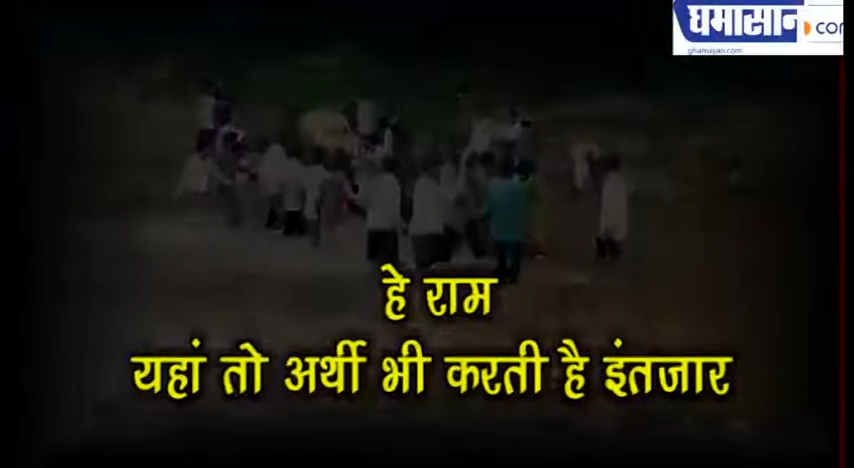 घमासान
.com
ghamasan.com
हे राम
यहां तो अर्थी भी करती है इंतजार